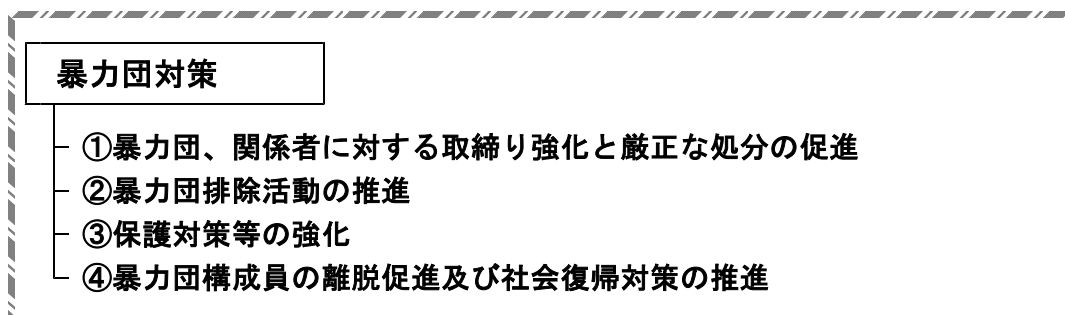 暴力団対策
①暴力団、関係者に対する取締り強化と厳正な処分の促進
②暴力団排除活動の推進
③保護対策等の強化
④暴力団構成員の離脱促進及び社会復帰対策の推進